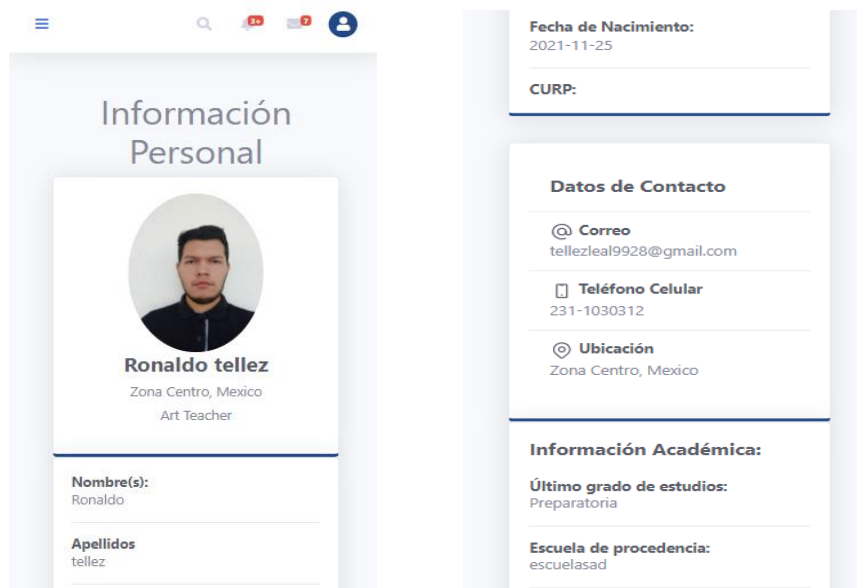 3+
7
Información
Personal
Ronaldo tellez
Zona Centro, Mexico
Art Teacher
Nombre(s):
Ronaldo
Apellidos
tellez
Fecha de Nacimiento:
2021-11-25
CURP:
Datos de Contacto
Correo
tellezleal9928@gmail.com
Teléfono Celular
231-1030312
Ubicación
Zona Centro, Mexico
Información Académica:
Último grado de estudios:
Preparatoria
Escuela de procedencia:
escuelasad